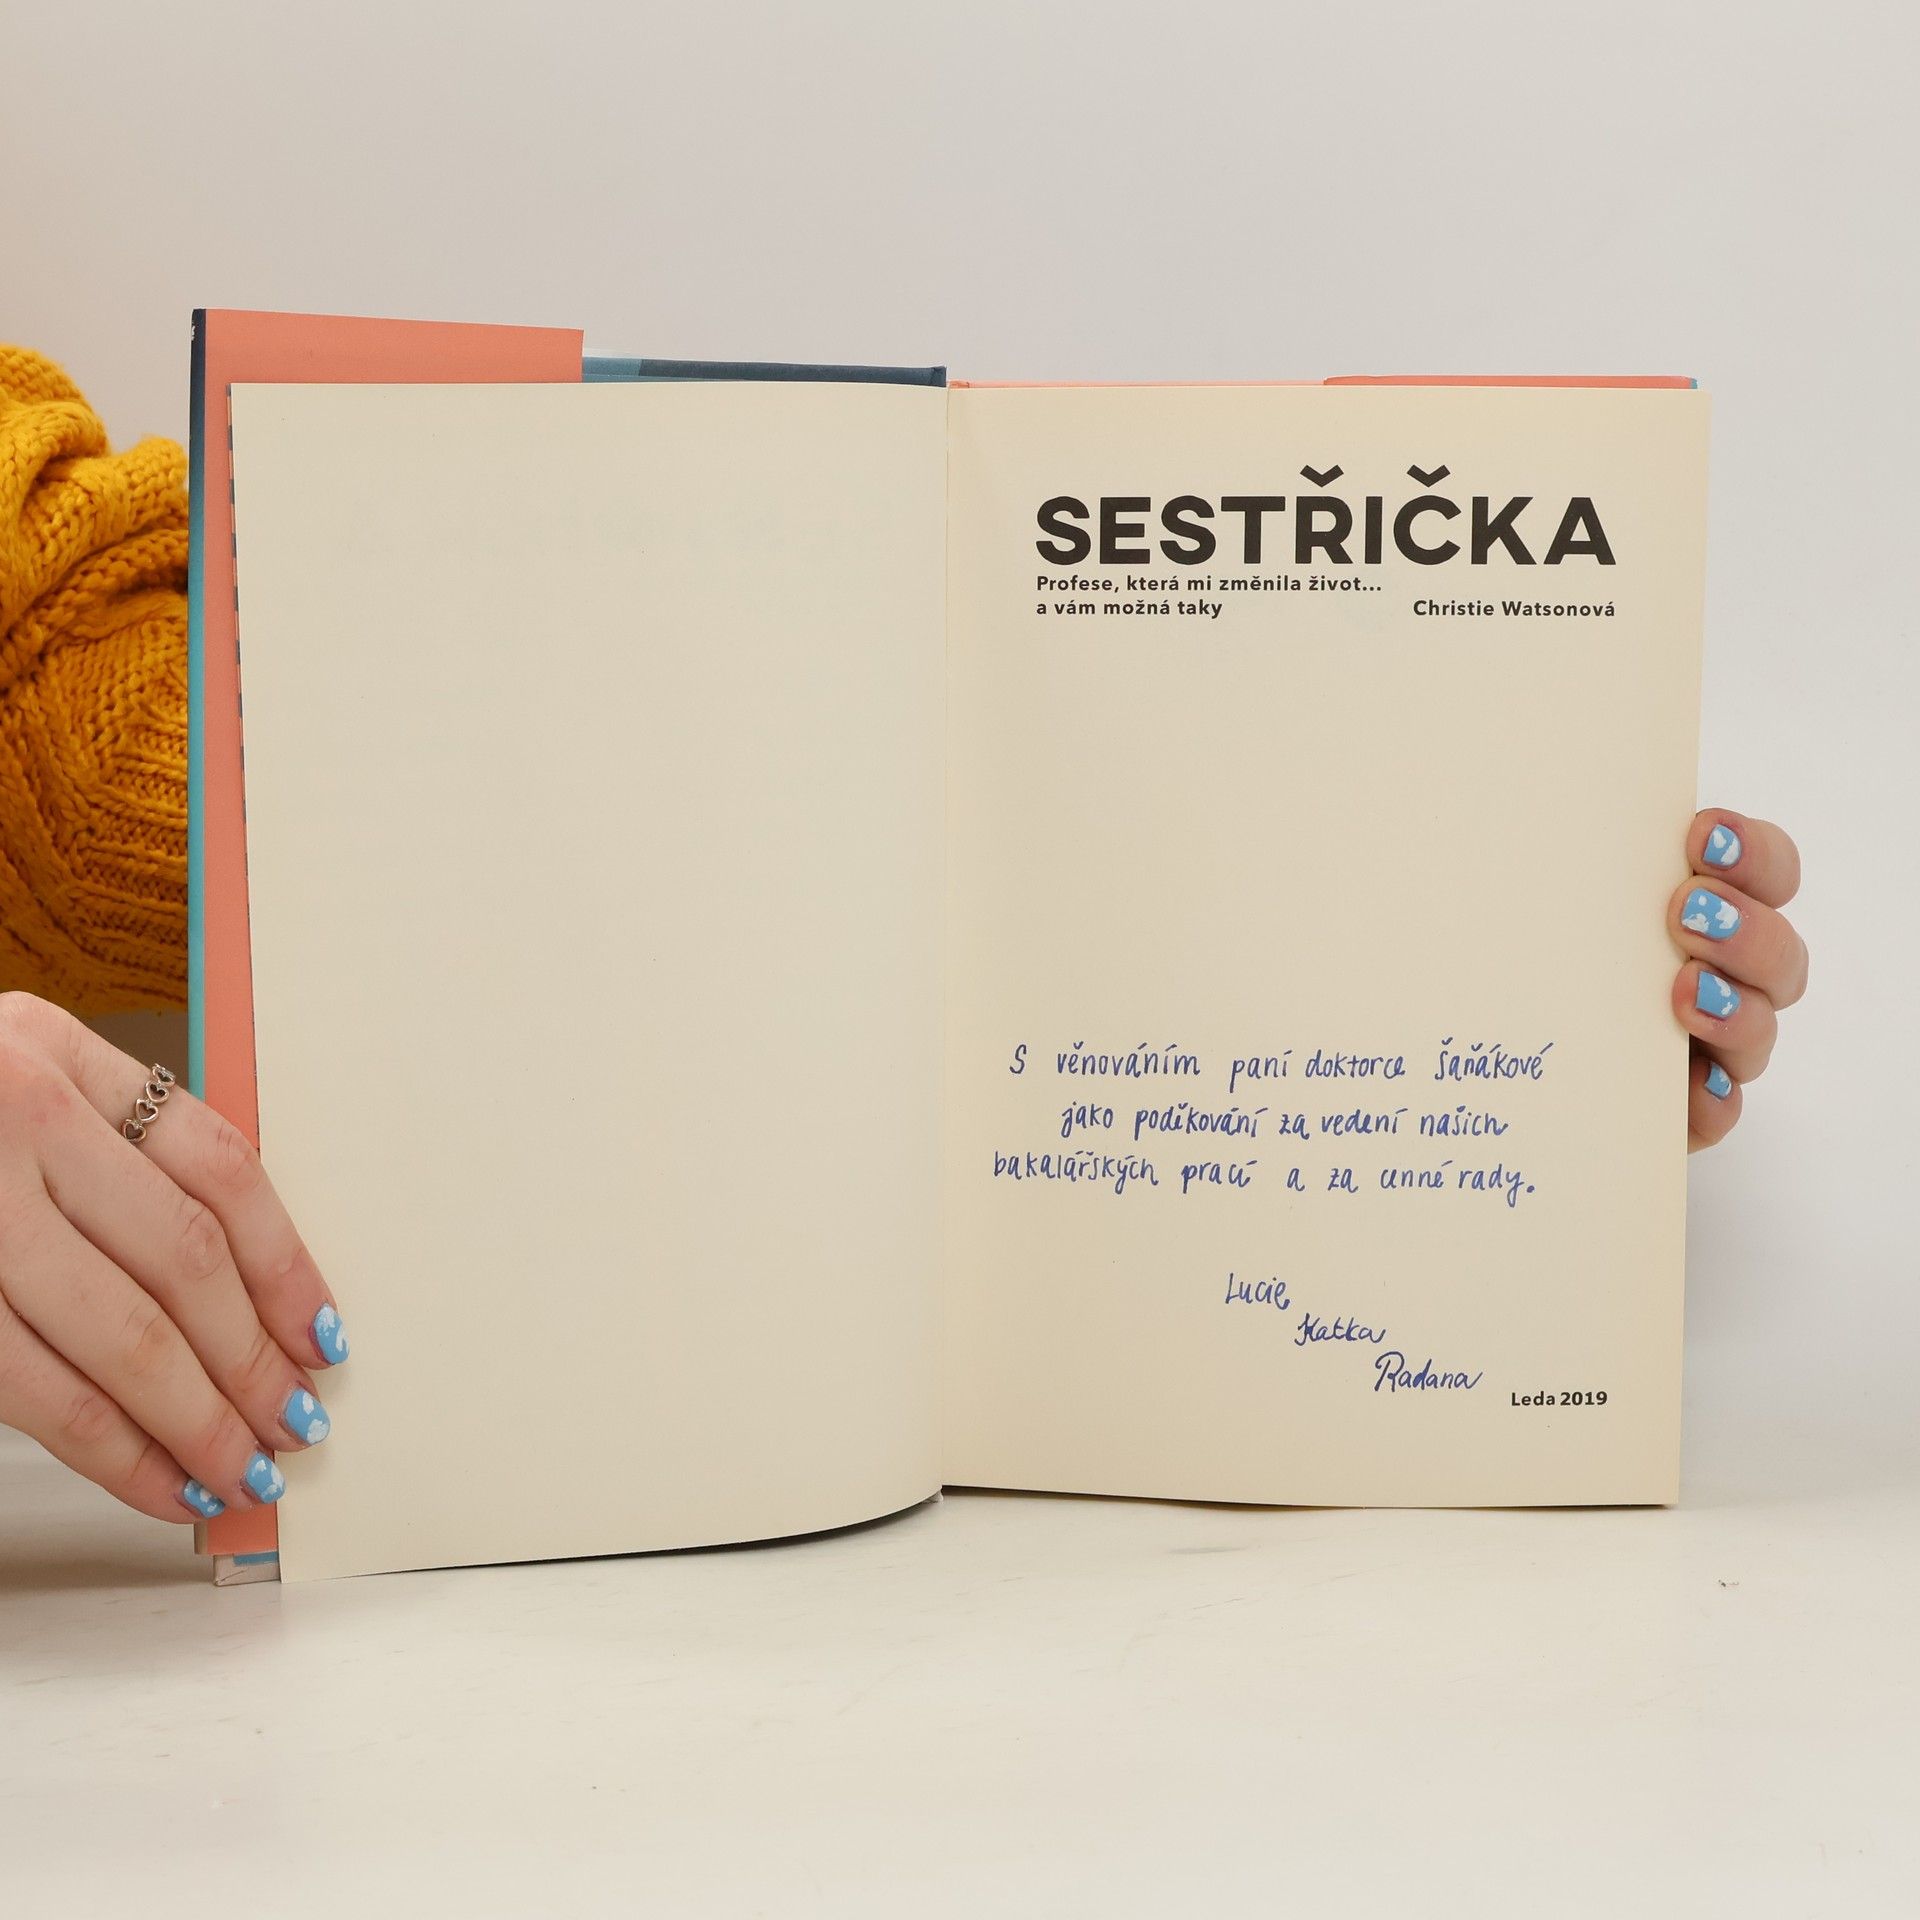 SESTŘIČKA
Profese, která mi změnila život...
a vám možná taky
Christie Watsonová
S věnováním paní doktorce Šaňákové
jako poděkování za vedení našich
bakalářských prací a za cenné rady.
Lucie
Katka
Radana
Leda 2019